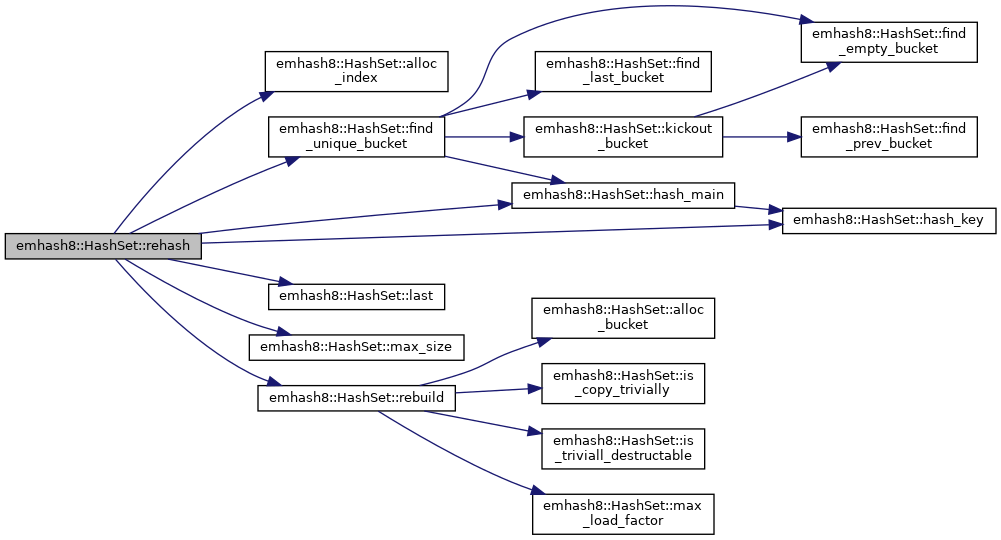 emhash8::HashSet::rehash
emhash8::HashSet::alloc
_index
emhash8::HashSet::find
_unique_bucket
emhash8::HashSet::hash_main
emhash8::HashSet::last
emhash8::HashSet::max_size
emhash8::HashSet::rebuild
emhash8::HashSet::find
_last_bucket
emhash8::HashSet::kickout
_bucket
emhash8::HashSet::find
_empty_bucket
emhash8::HashSet::find
_prev_bucket
emhash8::HashSet::hash_key
emhash8::HashSet::alloc
_bucket
emhash8::HashSet::is
_copy_trivially
emhash8::HashSet::is
_triviall_destructable
emhash8::HashSet::max
_load_factor